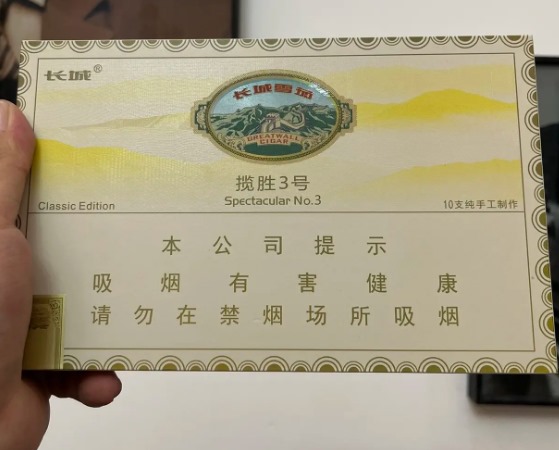 长城®
长城雪茄
GREATWALL
CIGAR
揽胜3号
Spectacular No.3
Classic Edition
10支纯手工制作
本公司提示
吸烟有害健康
请勿在禁烟场所吸烟